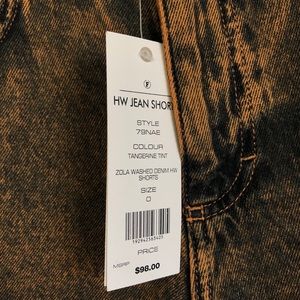 F
HW JEAN SHORT
STYLE
79NAE
COLOUR
TANGERINE TINT
ZOLA WASHED DENIM HW
SHORTS
SIZE
0
PRICE
MSRP
$98.00